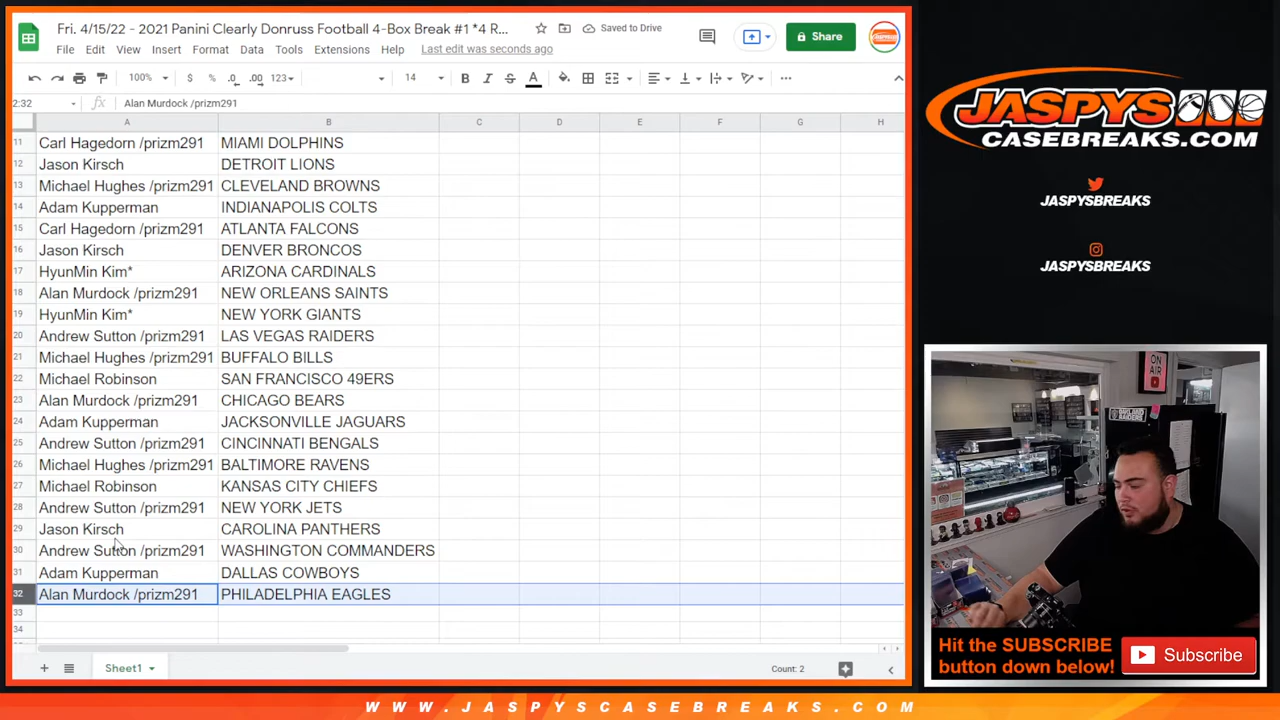 Fri. 4/15/22 - 2021 Panini Clearly Donruss Football 4-Box Break #1 *4 R...
Saved to Drive
File Edit View Insert Format Data Tools Extensions Help Last edit was seconds ago
Share
100% $ % .0 .00 123 14 B I S A
2:32 fx Alan Murdock /prizm291
A B C D E F G H
11 Carl Hagedorn /prizm291 MIAMI DOLPHINS
12 Jason Kirsch DETROIT LIONS
13 Michael Hughes /prizm291 CLEVELAND BROWNS
14 Adam Kupperman INDIANAPOLIS COLTS
15 Carl Hagedorn /prizm291 ATLANTA FALCONS
16 Jason Kirsch DENVER BRONCOS
17 HyunMin Kim* ARIZONA CARDINALS
18 Alan Murdock /prizm291 NEW ORLEANS SAINTS
19 HyunMin Kim* NEW YORK GIANTS
20 Andrew Sutton /prizm291 LAS VEGAS RAIDERS
21 Michael Hughes /prizm291 BUFFALO BILLS
22 Michael Robinson SAN FRANCISCO 49ERS
23 Alan Murdock /prizm291 CHICAGO BEARS
24 Adam Kupperman JACKSONVILLE JAGUARS
25 Andrew Sutton /prizm291 CINCINNATI BENGALS
26 Michael Hughes /prizm291 BALTIMORE RAVENS
27 Michael Robinson KANSAS CITY CHIEFS
28 Andrew Sutton /prizm291 NEW YORK JETS
29 Jason Kirsch CAROLINA PANTHERS
30 Andrew Sutton /prizm291 WASHINGTON COMMANDERS
31 Adam Kupperman DALLAS COWBOYS
32 Alan Murdock /prizm291 PHILADELPHIA EAGLES
33
34
Sheet1
Count: 2
JASPYS
CASEBREAKS.COM
JASPYSBREAKS
JASPYSBREAKS
ON AIR
OAKLAND RAIDERS
Hit the SUBSCRIBE
button down below!
Subscribe
WWW.JASPYSCASEBREAKS.COM